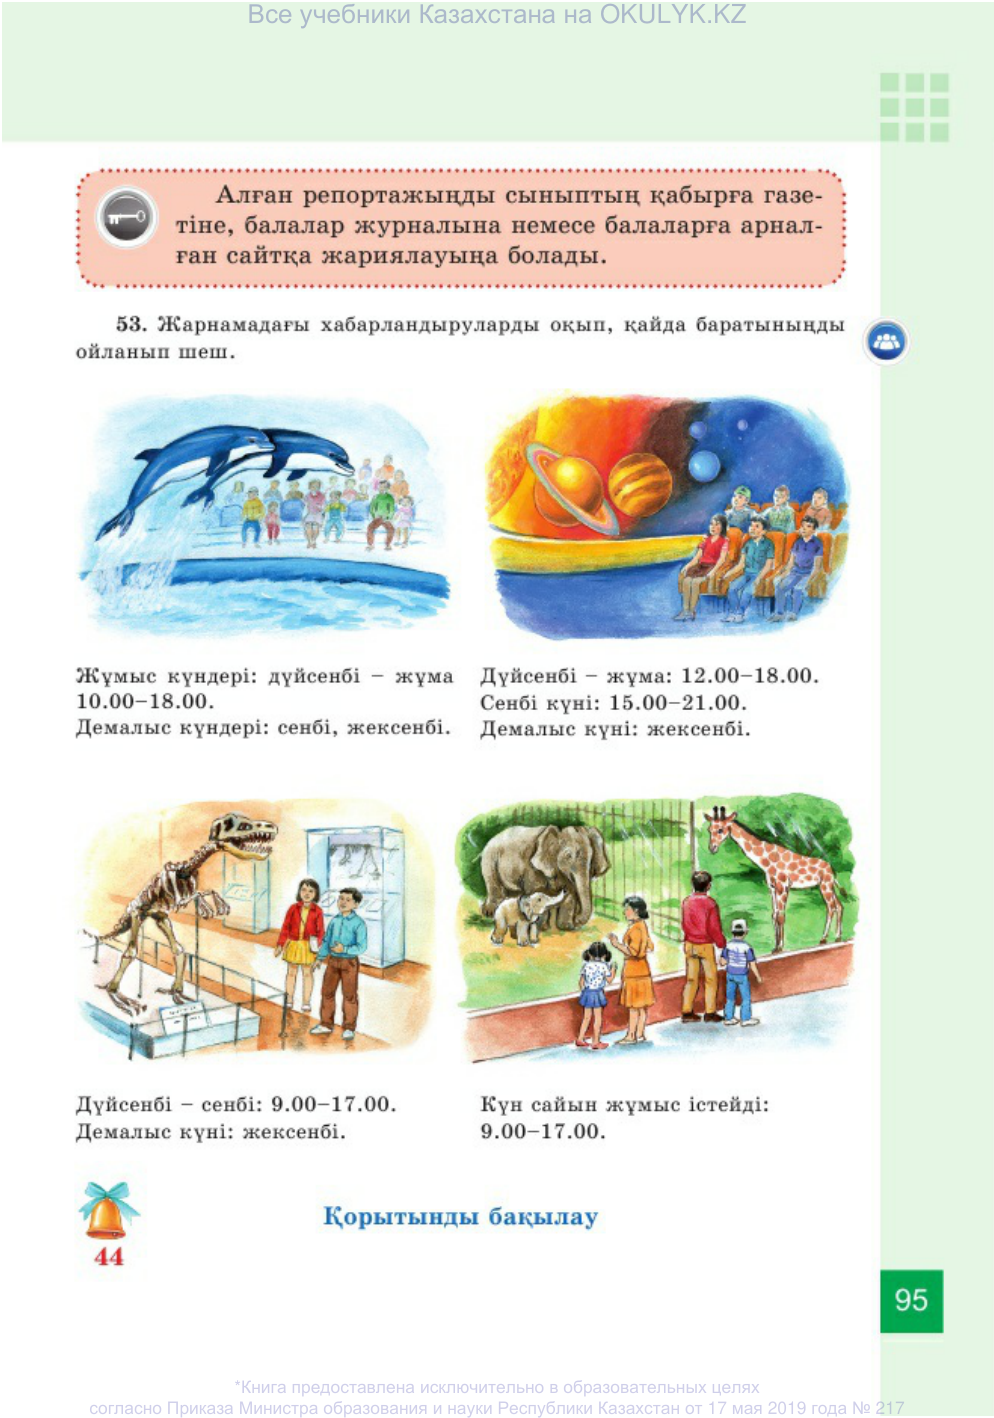 Все учебники Казахстана на OKULYK.KZ
Алған репортажыңды сыныптың қабырға газе-
тіне, балалар журналына немесе балаларға арнал-
ған сайтқа жариялауыңа болады.
53. Жарнамадағы хабарландыруларды оқып, қайда баратыныңды
ойланып шеш.
Жұмыс күндері: дүйсенбі – жұма
10.00–18.00.
Демалыс күндері: сенбі, жексенбі.
Дүйсенбі – жұма: 12.00–18.00.
Сенбі күні: 15.00–21.00.
Демалыс күні: жексенбі.
Дүйсенбі – сенбі: 9.00–17.00.
Демалыс күні: жексенбі.
Күн сайын жұмыс істейді:
9.00–17.00.
44
Қорытынды бақылау
95
*Книга предоставлена исключительно в образовательных целях
согласно Приказа Министра образования и науки Республики Казахстан от 17 мая 2019 года № 217